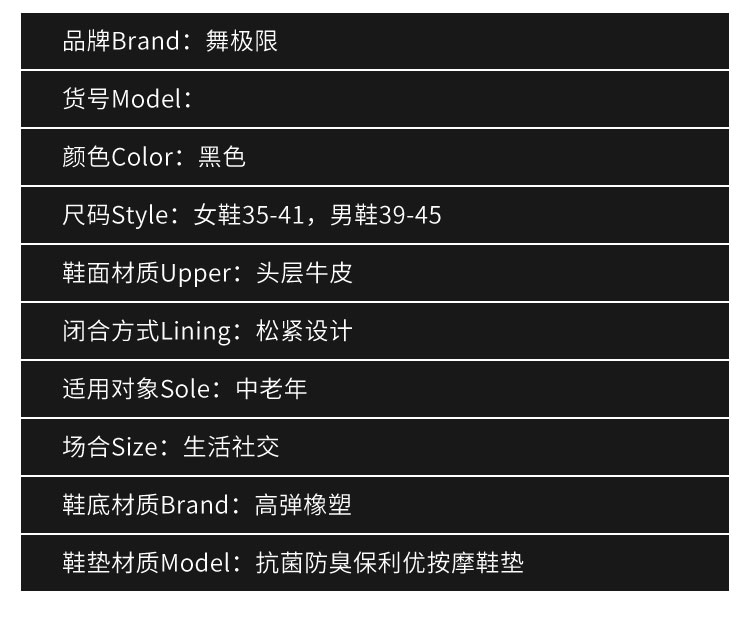 品牌Brand：舞极限
货号Model：
颜色Color：黑色
尺码Style：女鞋35-41，男鞋39-45
鞋面材质Upper：头层牛皮
闭合方式Lining：松紧设计
适用对象Sole：中老年
场合Size：生活社交
鞋底材质Brand：高弹橡塑
鞋垫材质Model：抗菌防臭保利优按摩鞋垫